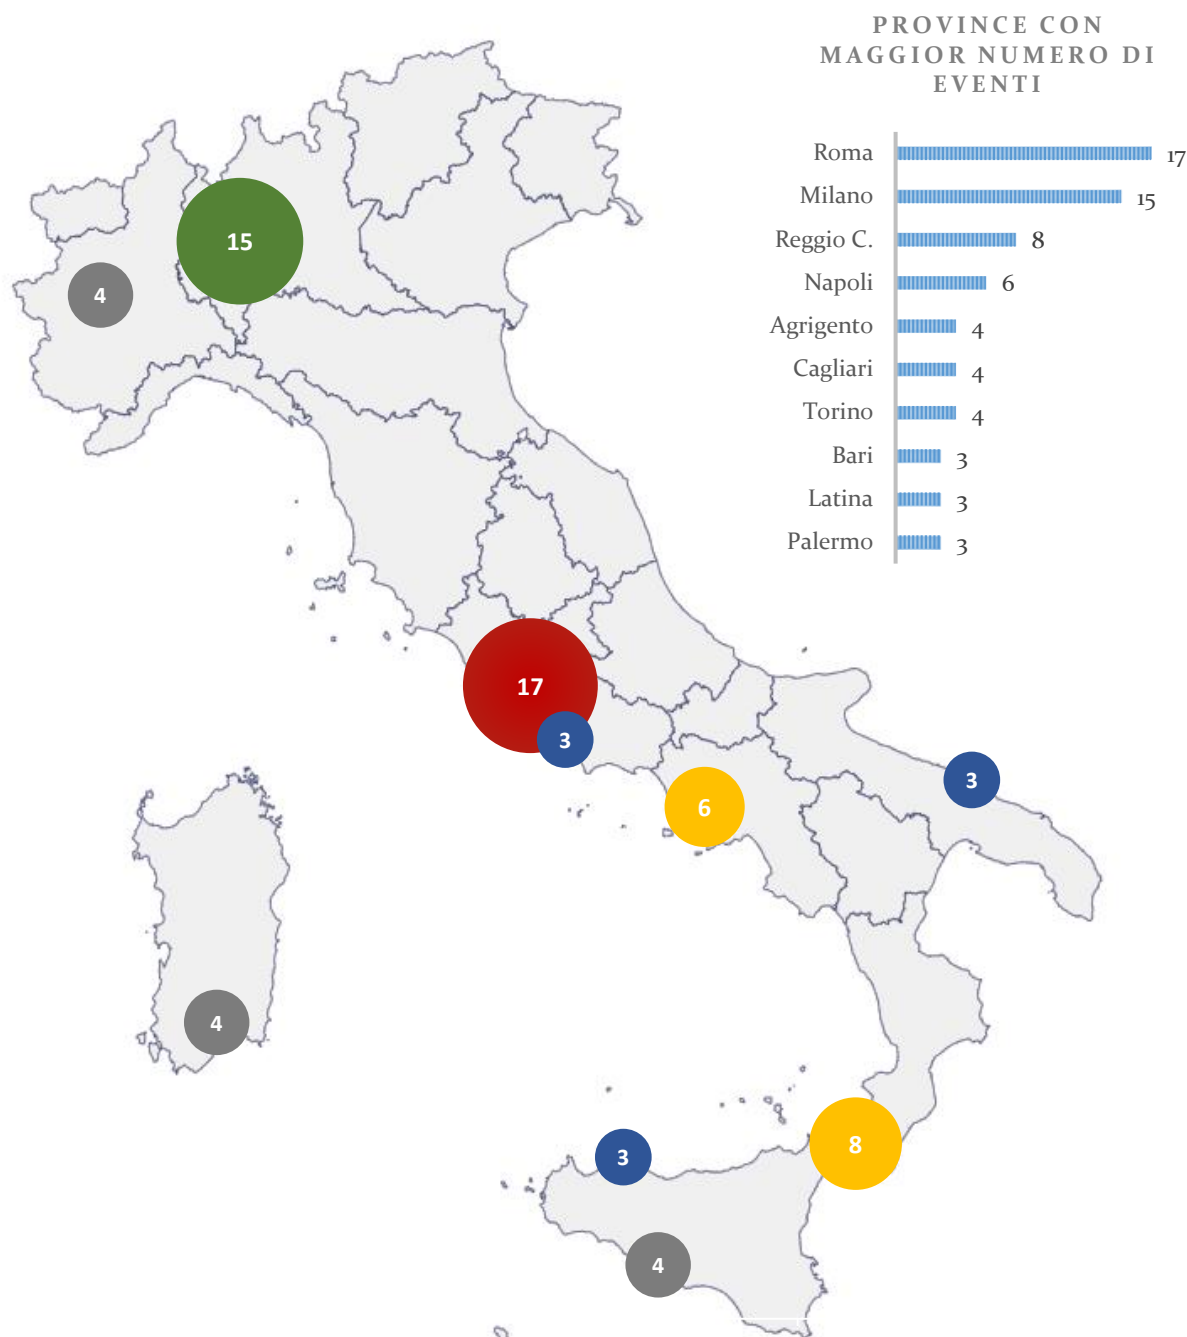 PROVINCE CON
MAGGIOR NUMERO DI
EVENTI
Roma 17
Milano 15
Reggio C. 8
Napoli 6
Agrigento 4
Cagliari 4
Torino 4
Bari 3
Latina 3
Palermo 3
15
4
17
3
3
6
4
8
3
4